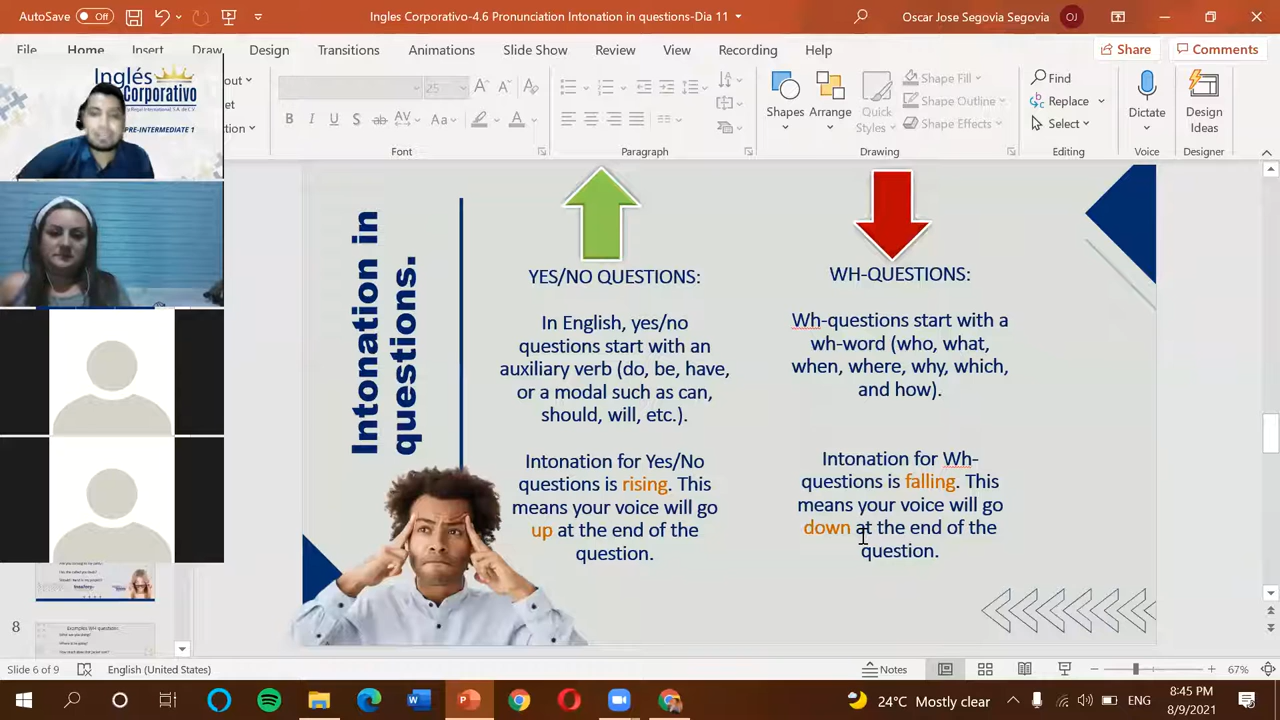 AutoSave Off
Ingles Corporativo-4.6 Pronunciation Intonation in questions-Dia 11
Oscar Jose Segovia Segovia OJ
File Home Insert Draw Design Transitions Animations Slide Show Review View Recording Help
Share Comments
Inglés
Corporativo
PRE-INTERMEDIATE 1
Shapes Arrange Quick Styles
Shape Fill
Shape Outline
Shape Effects
Find
Replace
Select
Dictate
Design Ideas
Font Paragraph Drawing Editing Voice Designer
Intonation in
questions.
YES/NO QUESTIONS:
In English, yes/no
questions start with an
auxiliary verb (do, be, have,
or a modal such as can,
should, will, etc.).
Intonation for Yes/No
questions is rising. This
means your voice will go
up at the end of the
question.
WH-QUESTIONS:
Wh-questions start with a
wh-word (who, what,
when, where, why, which,
and how).
Intonation for Wh-
questions is falling. This
means your voice will go
down at the end of the
question.
8
Examples WH questions:
Slide 6 of 9 English (United States)
Notes
67%
24°C Mostly clear
ENG
8:45 PM
8/9/2021